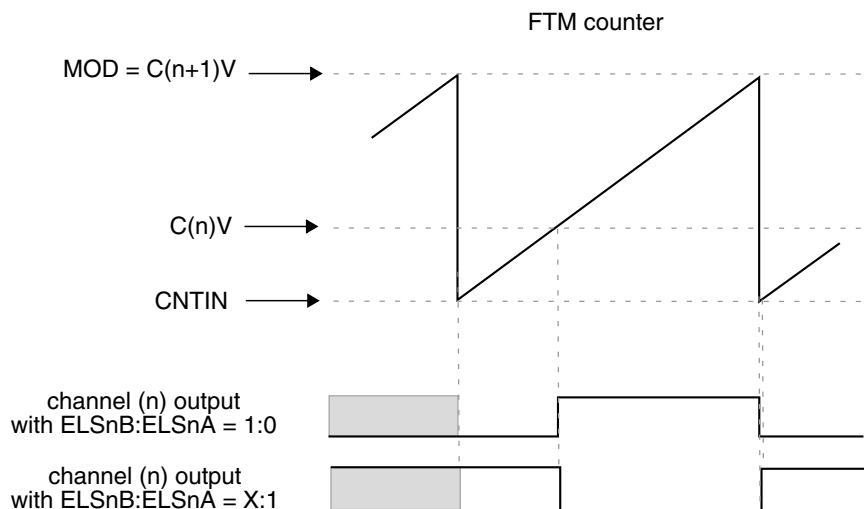 FTM counter
MOD = C(n+1)V
C(n)V
CNTIN
channel (n) output
with ELSnB:ELSnA = 1:0
channel (n) output
with ELSnB:ELSnA = X:1